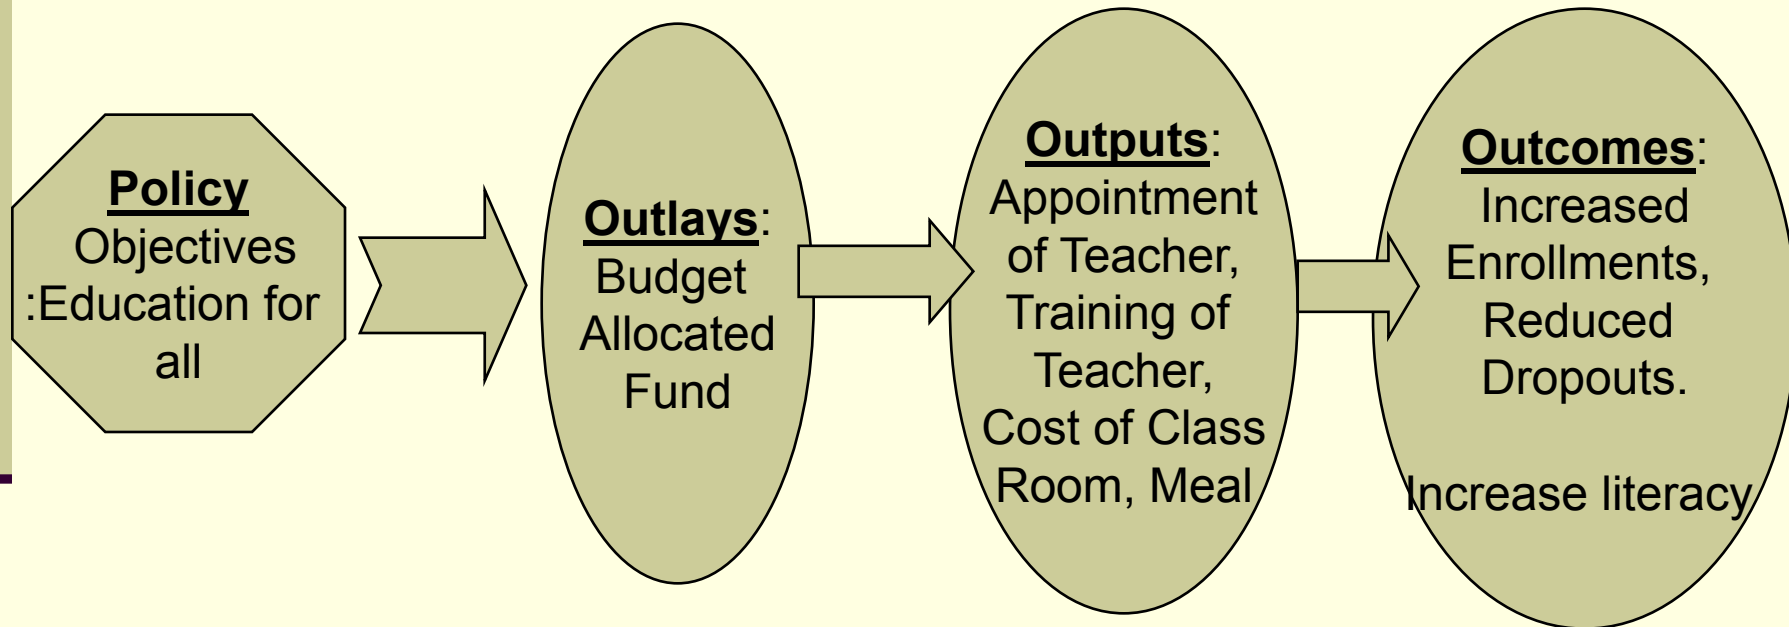 Policy
Objectives
:Education for
all
Outlays:
Budget
Allocated
Fund
Outputs:
Appointment
of Teacher,
Training of
Teacher,
Cost of Class
Room, Meal
Outcomes:
Increased
Enrollments,
Reduced
Dropouts.
Increase literacy